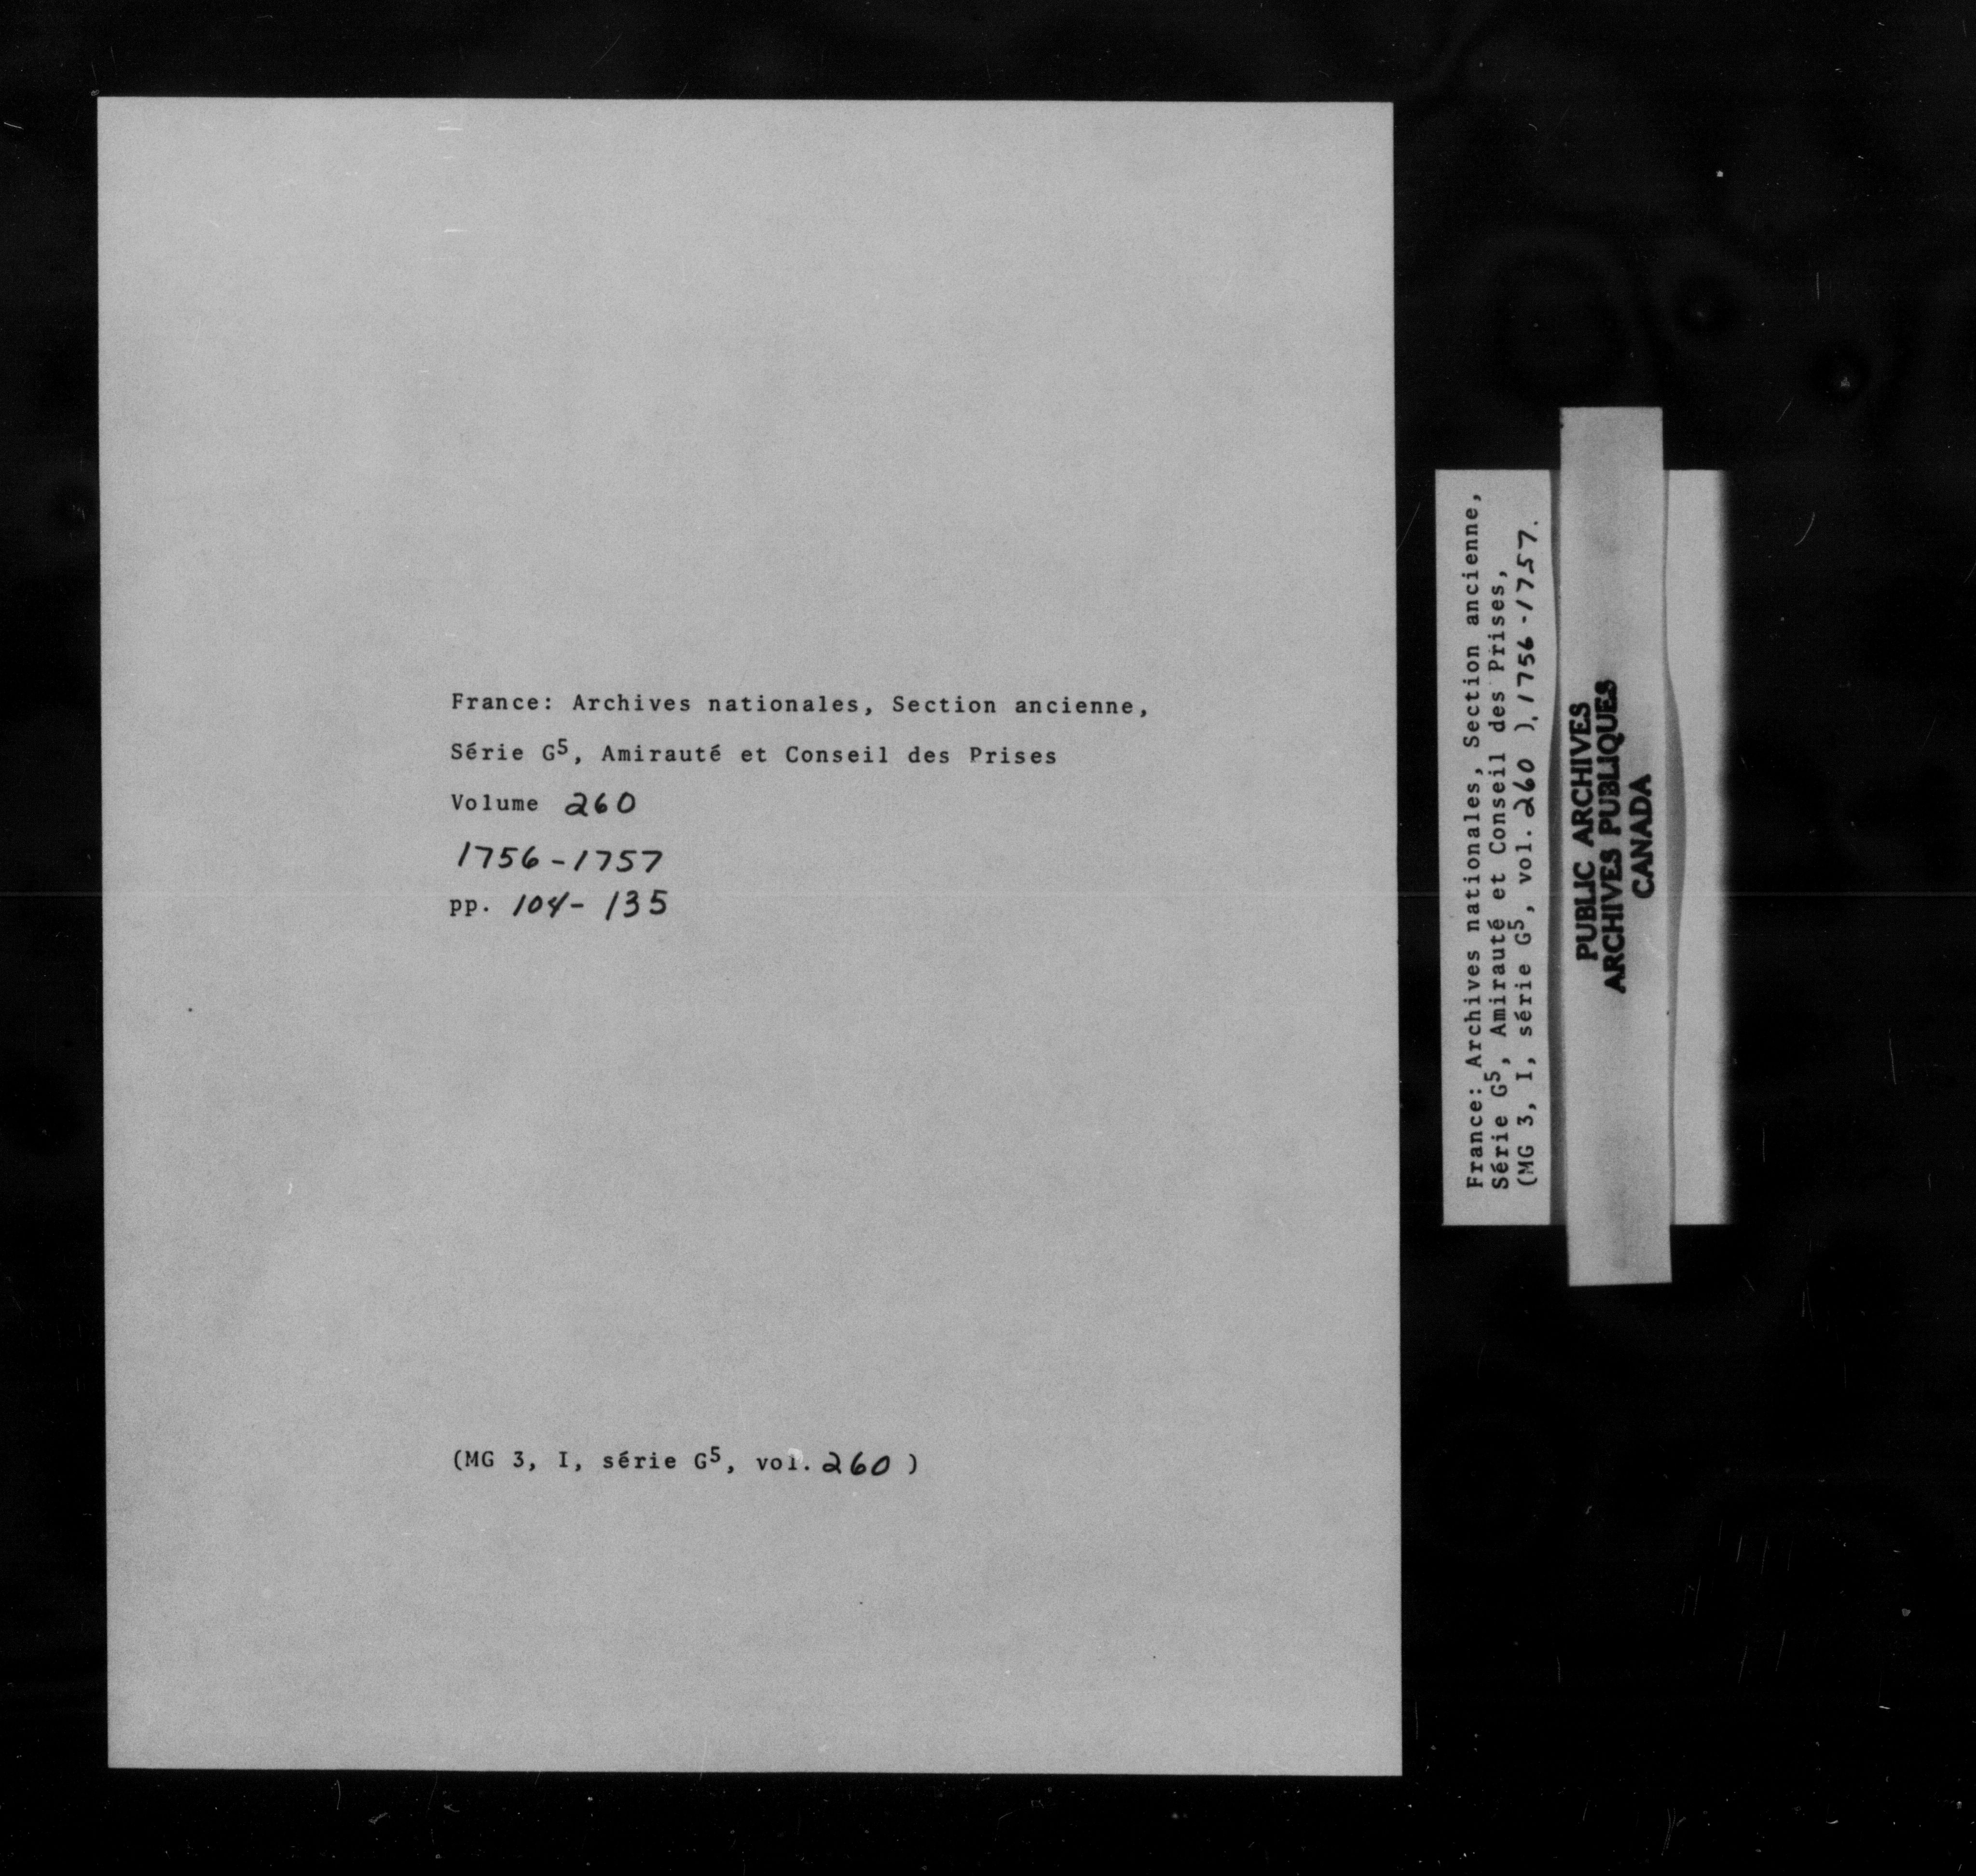 France: Archives nationales, Section ancienne,
Série G⁵, Amirauté et Conseil des Prises
Volume 260
1756-1757
pp. 104-135
(MG 3, I, série G⁵, vol. 260 )
France: Archives nationales, Section ancienne,
Série G⁵, Amirauté et Conseil des Prises,
(MG 3, I, série G⁵, vol. 260 ), 1756-1757.
PUBLIC ARCHIVES
ARCHIVES PUBLIQUES
CANADA